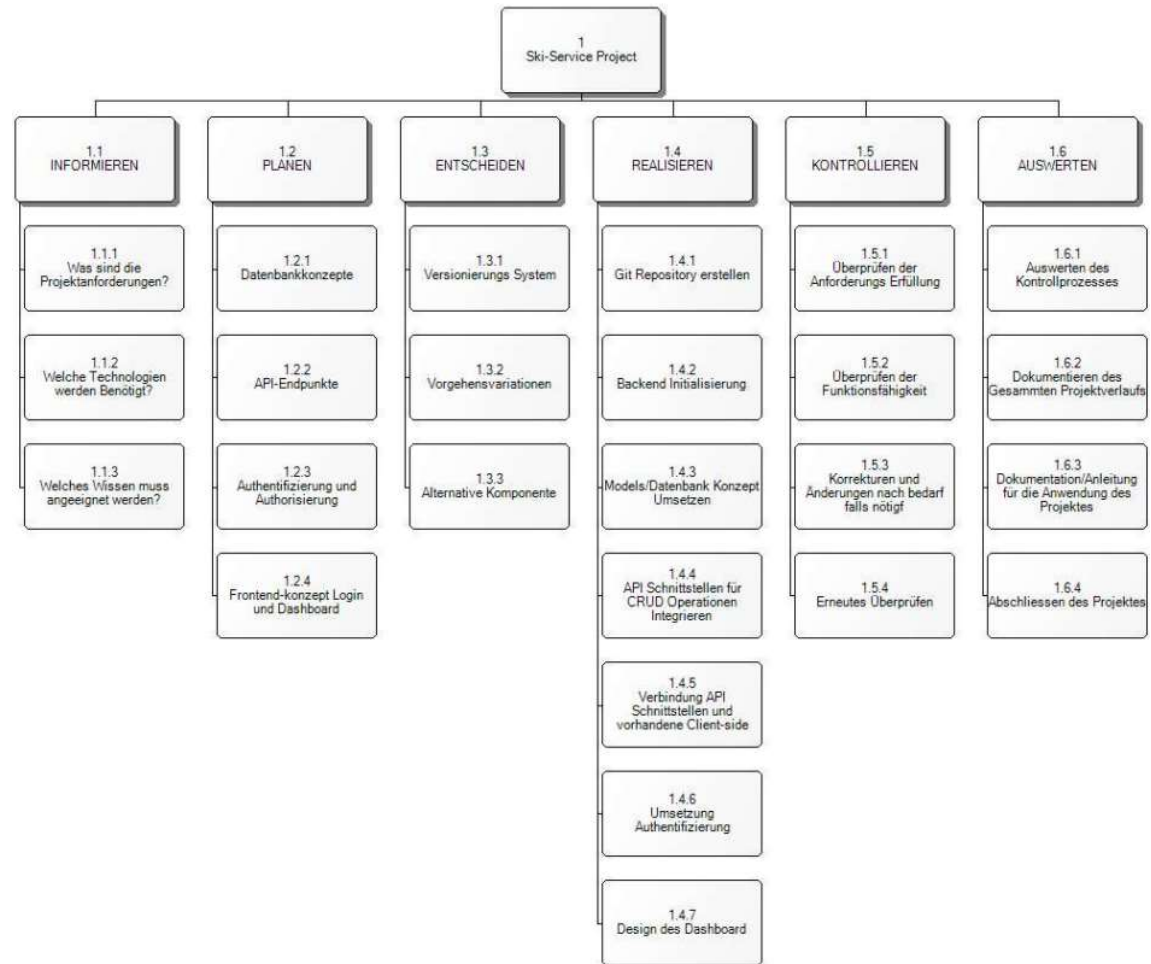 1
Ski-Service Project
1.1
INFORMIEREN
1.2
PLANEN
1.3
ENTSCHEIDEN
1.4
REALISIEREN
1.5
KONTROLLIEREN
1.6
AUSWERTEN
1.1.1
Was sind die
Projektanforderungen?
1.1.2
Welche Technologien
werden Benötigt?
1.1.3
Welches Wissen muss
angeeignet werden?
1.2.1
Datenbankkonzepte
1.2.2
API-Endpunkte
1.2.3
Authentifizierung und
Authorisierung
1.2.4
Frontend-konzept Login
und Dashboard
1.3.1
Versionierungs System
1.3.2
Vorgehensvariationen
1.3.3
Alternative Komponente
1.4.1
Git Repository erstellen
1.4.2
Backend Initialisierung
1.4.3
Models/Datenbank Konzept
Umsetzen
1.4.4
API Schnittstellen für
CRUD Operationen
Integrieren
1.4.5
Verbindung API
Schnittstellen und
vorhandene Client-side
1.4.6
Umsetzung
Authentifizierung
1.4.7
Design des Dashboard
1.5.1
Überprüfen der
Anforderungs Erfüllung
1.5.2
Überprüfen der
Funktionsfähigkeit
1.5.3
Korrekturen und
Änderungen nach bedarf
falls nötigf
1.5.4
Erneutes Überprüfen
1.6.1
Auswerten des
Kontrollprozesses
1.6.2
Dokumentieren des
Gesammten Projektverlaufs
1.6.3
Dokumentation/Anleitung
für die Anwendung des
Projektes
1.6.4
Abschliessen des Projektes